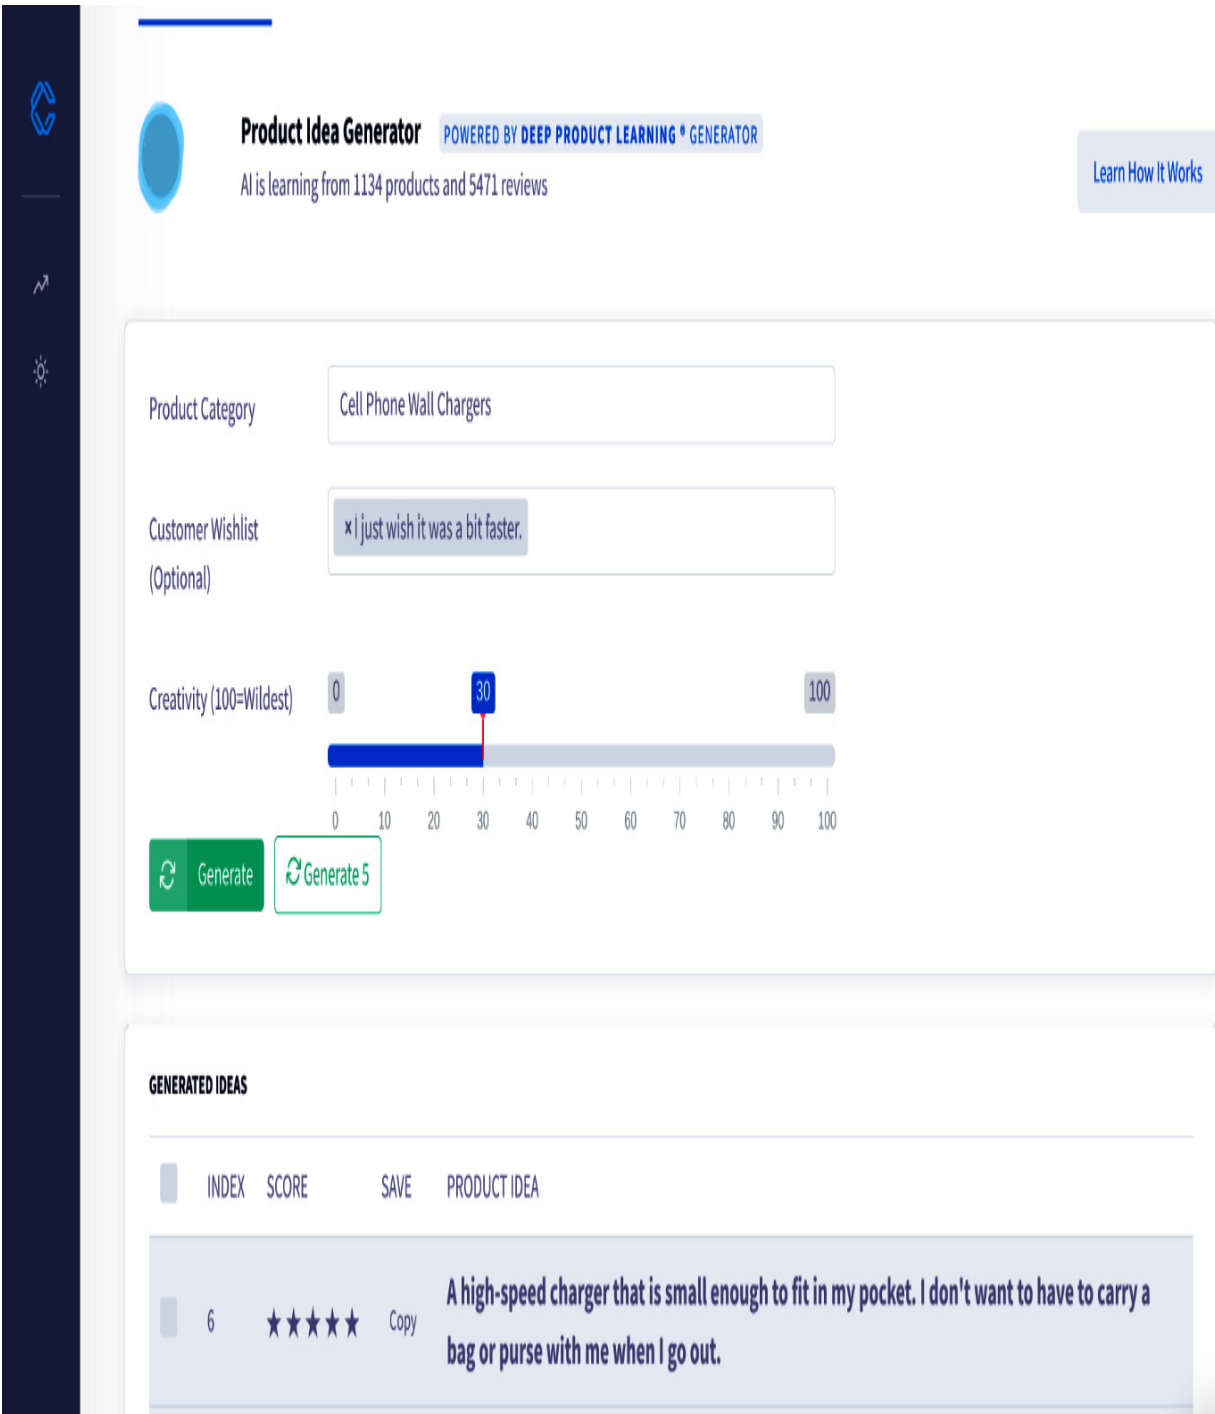 Product Idea Generator POWERED BY DEEP PRODUCT LEARNING ® GENERATOR
AI is learning from 1134 products and 5471 reviews
Learn How It Works
Product Category
Cell Phone Wall Chargers
Customer Wishlist
(Optional)
× I just wish it was a bit faster.
Creativity (100=Wildest)
0 30 100
0 10 20 30 40 50 60 70 80 90 100
Generate
Generate 5
GENERATED IDEAS
INDEX SCORE SAVE PRODUCT IDEA
6 ★★★★★ Copy
A high-speed charger that is small enough to fit in my pocket. I don't want to have to carry a
bag or purse with me when I go out.